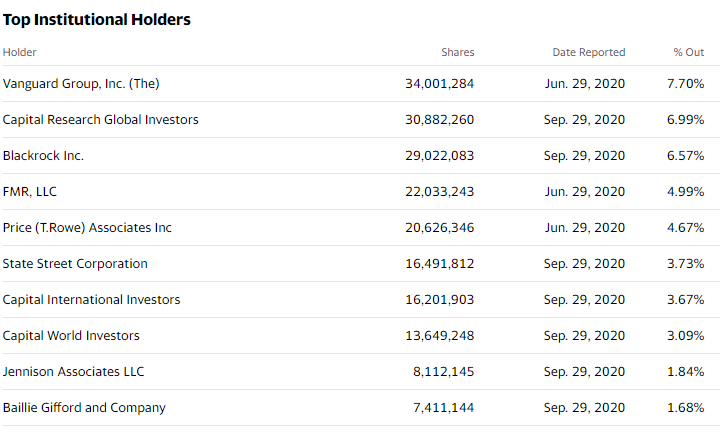 Top Institutional Holders
Holder Shares Date Reported % Out
Vanguard Group, Inc. (The) 34,001,284 Jun. 29, 2020 7.70%
Capital Research Global Investors 30,882,260 Sep. 29, 2020 6.99%
Blackrock Inc. 29,022,083 Sep. 29, 2020 6.57%
FMR, LLC 22,033,243 Jun. 29, 2020 4.99%
Price (T.Rowe) Associates Inc 20,626,346 Jun. 29, 2020 4.67%
State Street Corporation 16,491,812 Sep. 29, 2020 3.73%
Capital International Investors 16,201,903 Sep. 29, 2020 3.67%
Capital World Investors 13,649,248 Sep. 29, 2020 3.09%
Jennison Associates LLC 8,112,145 Sep. 29, 2020 1.84%
Baillie Gifford and Company 7,411,144 Sep. 29, 2020 1.68%